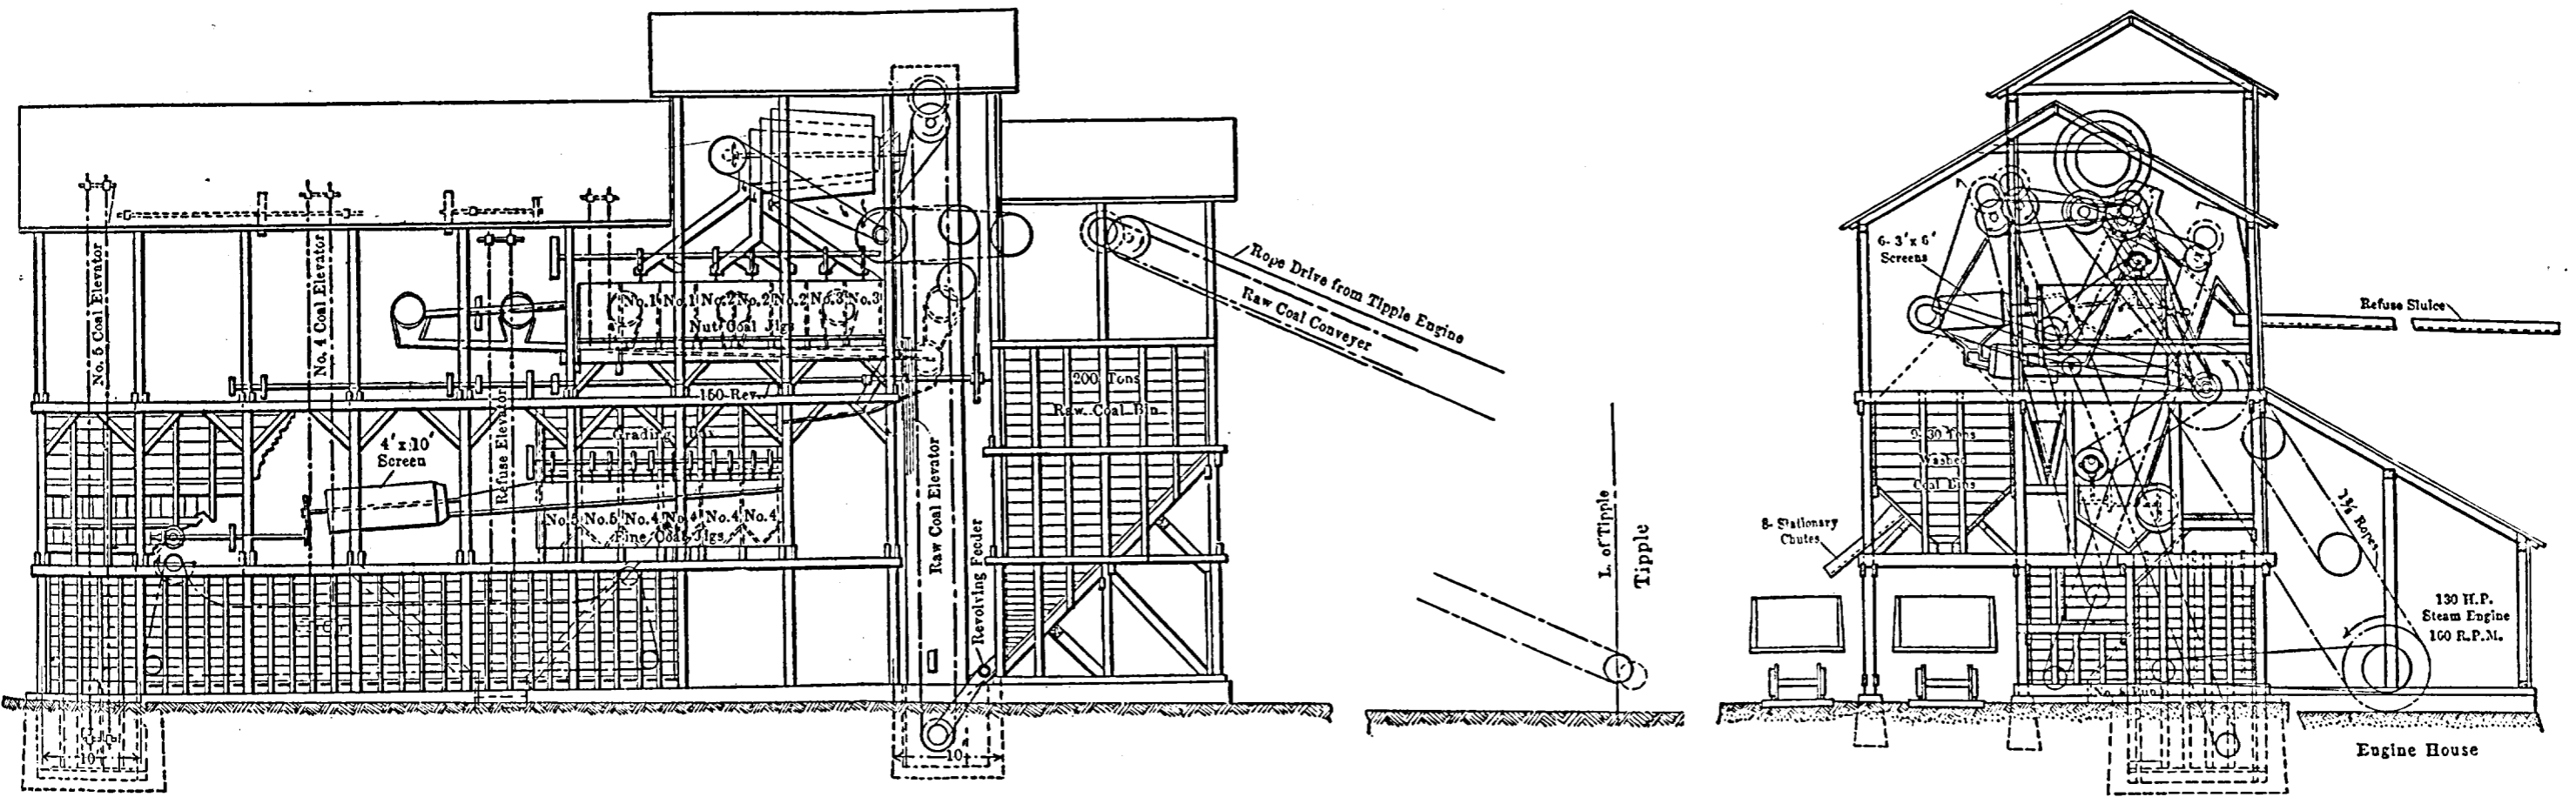 No. 5 Coal Elevator
No. 4 Coal Elevator
Refuse Elevator
4' x 10'
Screen
No.1 No.1 No.2 No.2 No.2 No.3 No.3
Nut Coal Jigs
150 Rev.
Grading
No.5 No.5 No.4 No.4 No.4 No.4
Fine Coal Jigs
Raw Coal Elevator
Revolving Feeder
10'
10'
200 Tons
Raw Coal Bin
Rope Drive from Tipple Engine
Raw Coal Conveyer
L. of Tipple
Tipple
6- 3' x 6'
Screens
Refuse Sluice
Tons
Washed
Coal Bins
8- Stationary
Chutes
Ropes
130 H.P.
Steam Engine
160 R.P.M.
Engine House